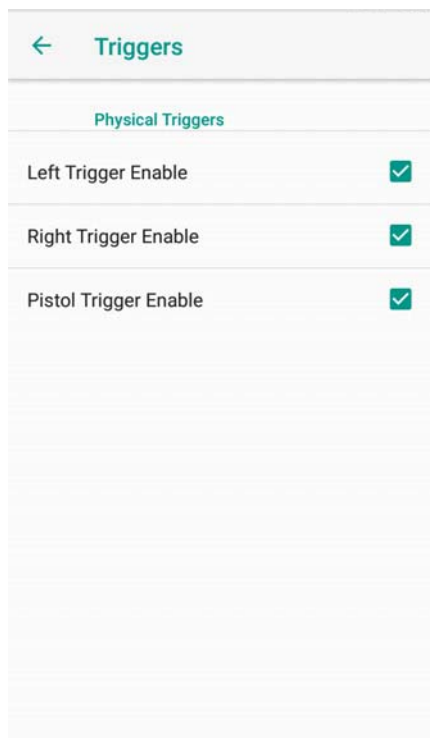 Triggers
Physical Triggers
Left Trigger Enable
Right Trigger Enable
Pistol Trigger Enable